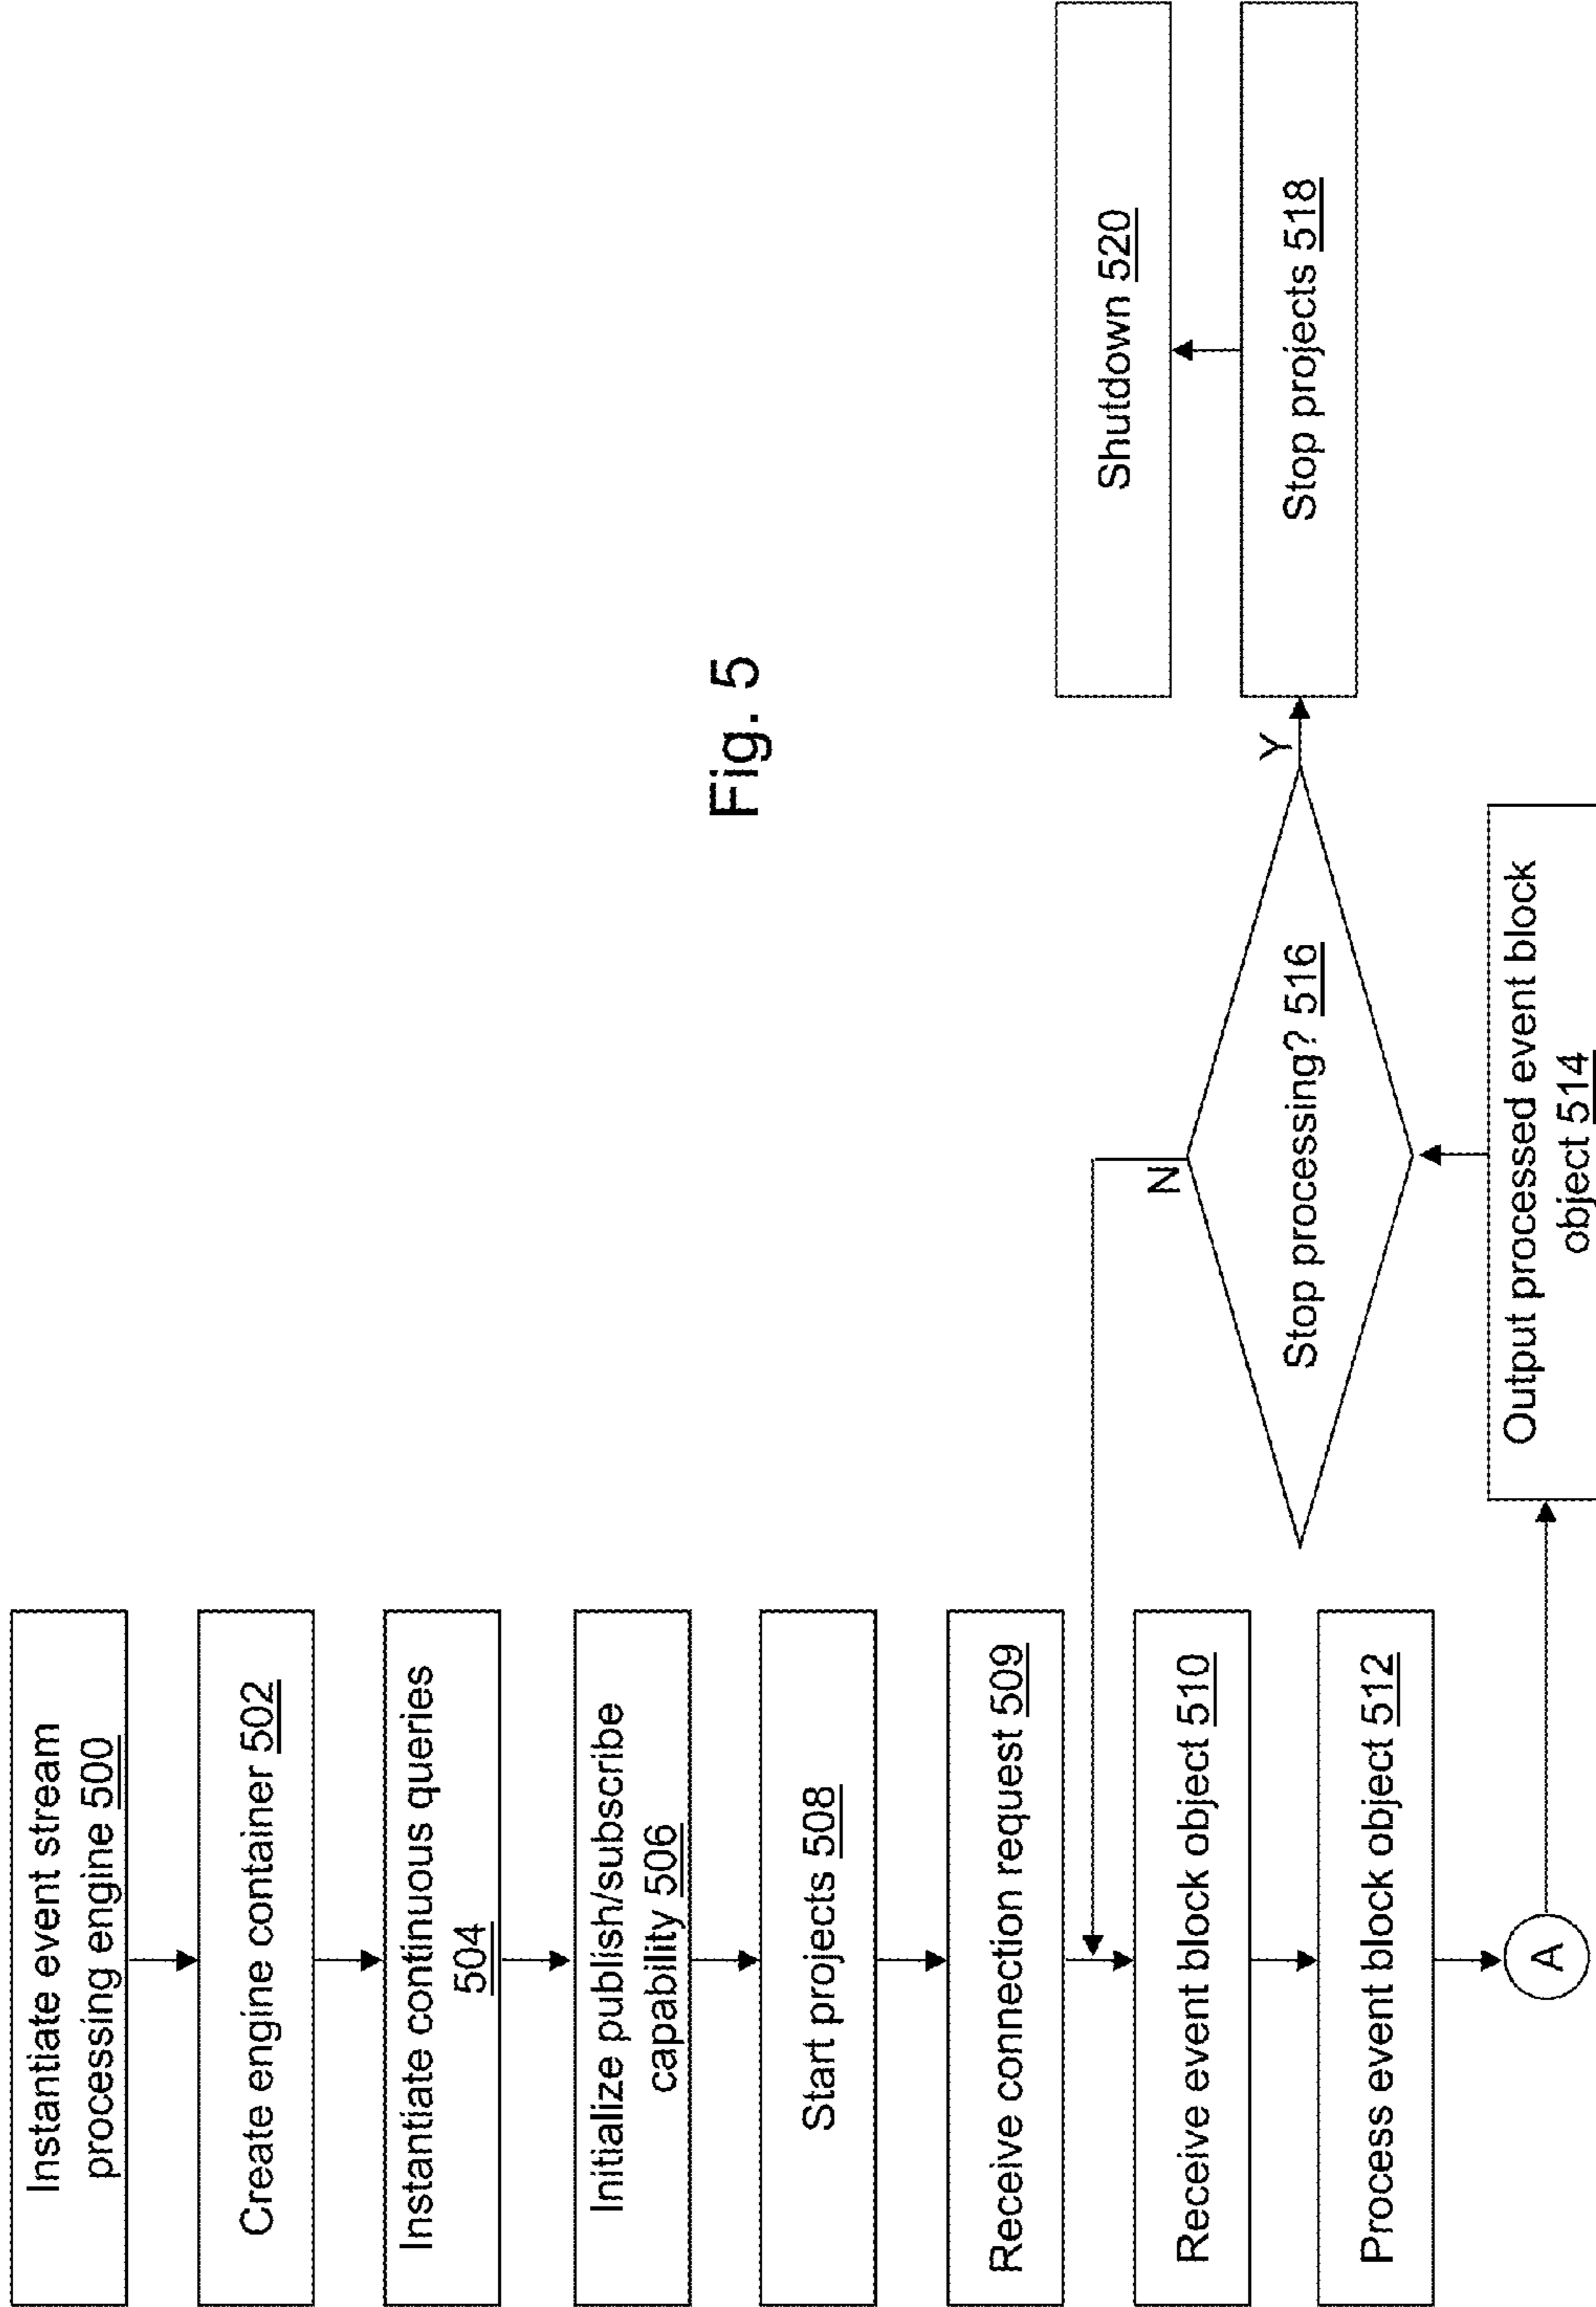 Instantiate event stream
processing engine 500
Create engine container 502
Instantiate continuous queries
504
Initialize publish/subscribe
capability 506
Start projects 508
Receive connection request 509
Receive event block object 510
Process event block object 512
A
Output processed event block
object 514
Stop processing? 516
N
Y
Stop projects 518
Shutdown 520
Fig. 5